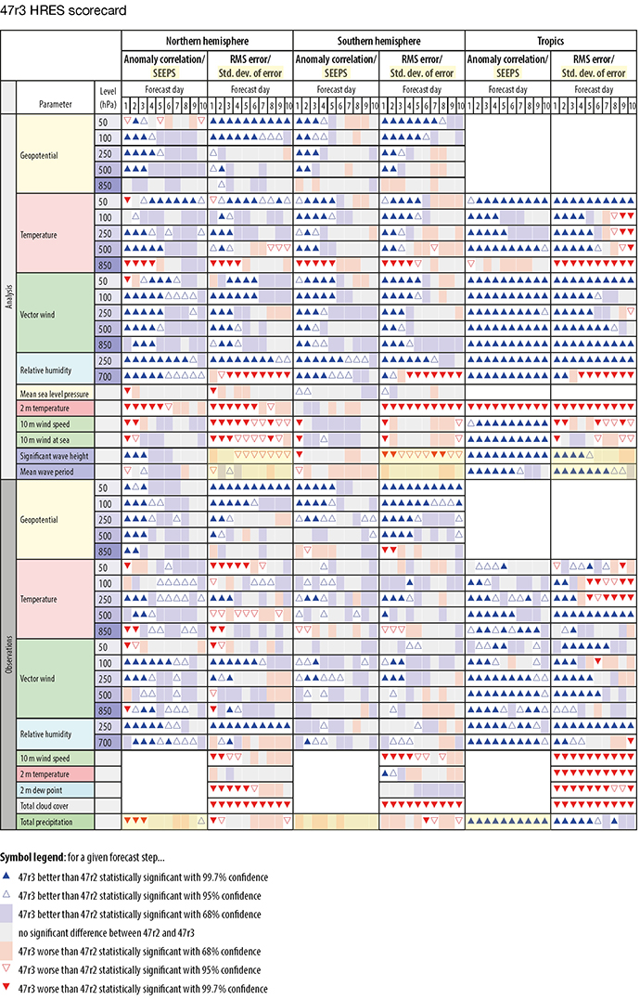 47r3 HRES scorecard
Northern hemisphere Southern hemisphere Tropics
Anomaly correlation/ SEEPS RMS error/ Std. dev. of error Anomaly correlation/ SEEPS RMS error/ Std. dev. of error Anomaly correlation/ SEEPS RMS error/ Std. dev. of error
Parameter Level (hPa) Forecast day Forecast day Forecast day Forecast day Forecast day Forecast day
1 2 3 4 5 6 7 8 9 10 1 2 3 4 5 6 7 8 9 10 1 2 3 4 5 6 7 8 9 10 1 2 3 4 5 6 7 8 9 10 1 2 3 4 5 6 7 8 9 10 1 2 3 4 5 6 7 8 9 10
Analysis
Geopotential
50
100
250
500
850
Temperature
50
100
250
500
850
Vector wind
50
100
250
500
850
Relative humidity
250
700
Mean sea level pressure
2 m temperature
10 m wind speed
10 m wind at sea
Significant wave height
Mean wave period
Observations
Geopotential
50
100
250
500
850
Temperature
50
100
250
500
850
Vector wind
50
100
250
500
850
Relative humidity
250
700
10 m wind speed
2 m temperature
2 m dew point
Total cloud cover
Total precipitation
Symbol legend: for a given forecast step...
47r3 better than 47r2 statistically significant with 99.7% confidence
47r3 better than 47r2 statistically significant with 95% confidence
47r3 better than 47r2 statistically significant with 68% confidence
no significant difference between 47r2 and 47r3
47r3 worse than 47r2 statistically significant with 68% confidence
47r3 worse than 47r2 statistically significant with 95% confidence
47r3 worse than 47r2 statistically significant with 99.7% confidence